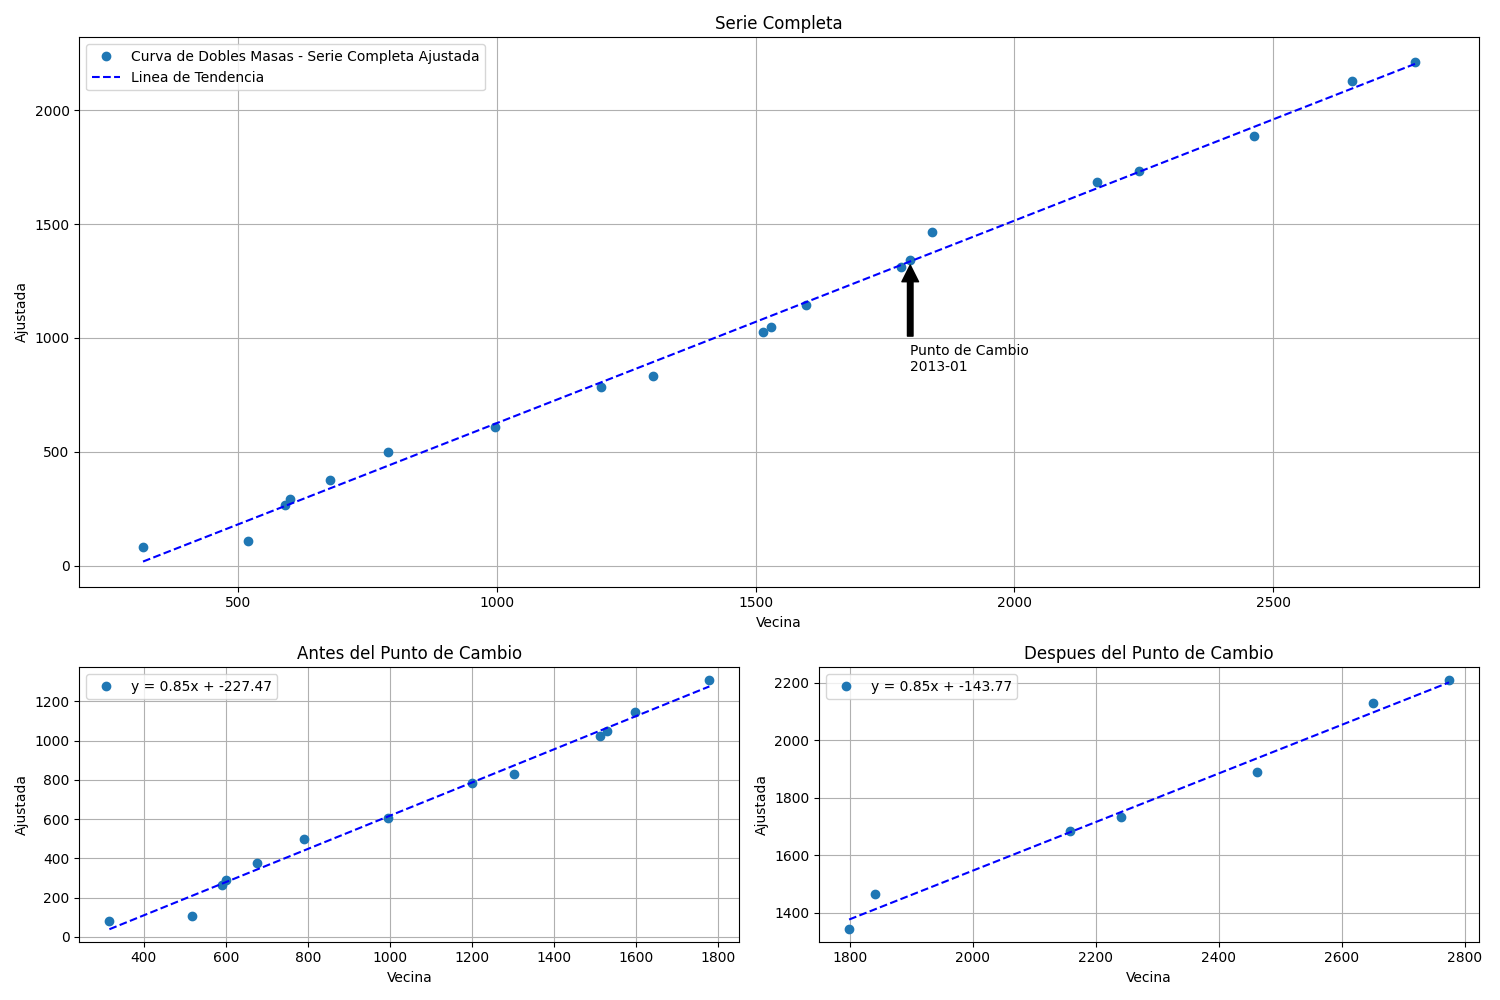 Serie Completa
Curva de Dobles Masas - Serie Completa Ajustada
Linea de Tendencia
2000
1500
1000
500
0
Ajustada
Punto de Cambio
2013-01
500
1000
1500
2000
2500
Vecina
Antes del Punto de Cambio
y = 0.85x + -227.47
1200
1000
800
600
400
200
0
Ajustada
400
600
800
1000
1200
1400
1600
1800
Vecina
Despues del Punto de Cambio
y = 0.85x + -143.77
2200
2000
1800
1600
1400
Ajustada
1800
2000
2200
2400
2600
2800
Vecina